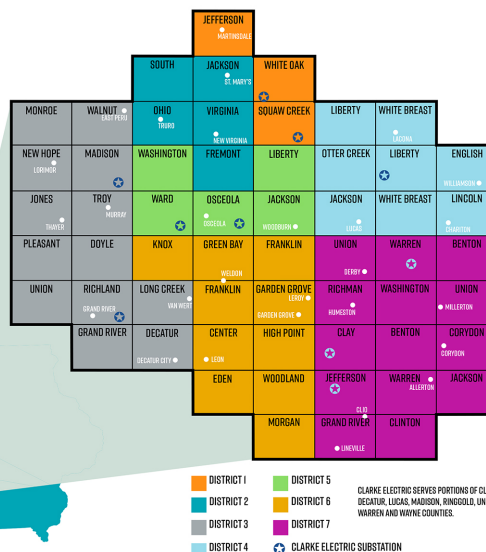 JEFFERSON
MARTINSDALE
SOUTH JACKSON WHITE OAK
ST. MARY'S
MONROE WALNUT OHIO VIRGINIA SQUAW CREEK LIBERTY WHITE BREAST
EAST PERU TRURO NEW VIRGINIA LACONA
NEW HOPE MADISON WASHINGTON FREMONT LIBERTY OTTER CREEK LIBERTY ENGLISH
LORIMOR WILLIAMSON
JONES TROY WARD OSCEOLA JACKSON JACKSON WHITE BREAST LINCOLN
THAYER MURRAY OSCEOLA WOODBURN LUCAS CHARITON
PLEASANT DOYLE KNOX GREEN BAY FRANKLIN UNION WARREN BENTON
WELDON DERBY
UNION RICHLAND LONG CREEK FRANKLIN GARDEN GROVE RICHMAN WASHINGTON UNION
GRAND RIVER VAN WERT LEROY GARDEN GROVE HUMESTON MILLERTON
GRAND RIVER DECATUR CENTER HIGH POINT CLAY BENTON CORYDON
DECATUR CITY LEON CORYDON
EDEN WOODLAND JEFFERSON WARREN JACKSON
ALLERTON
CLIO
MORGAN GRAND RIVER CLINTON
LINEVILLE
DISTRICT 1
DISTRICT 2
DISTRICT 3
DISTRICT 4
DISTRICT 5
DISTRICT 6
DISTRICT 7
CLARKE ELECTRIC SUBSTATION
CLARKE ELECTRIC SERVES PORTIONS OF CL
DECATUR, LUCAS, MADISON, RINGGOLD, UN
WARREN AND WAYNE COUNTIES.